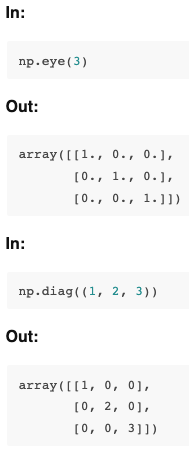 In:
np.eye(3)
Out:
array([[1., 0., 0.],
       [0., 1., 0.],
       [0., 0., 1.]])
In:
np.diag((1, 2, 3))
Out:
array([[1, 0, 0],
       [0, 2, 0],
       [0, 0, 3]])